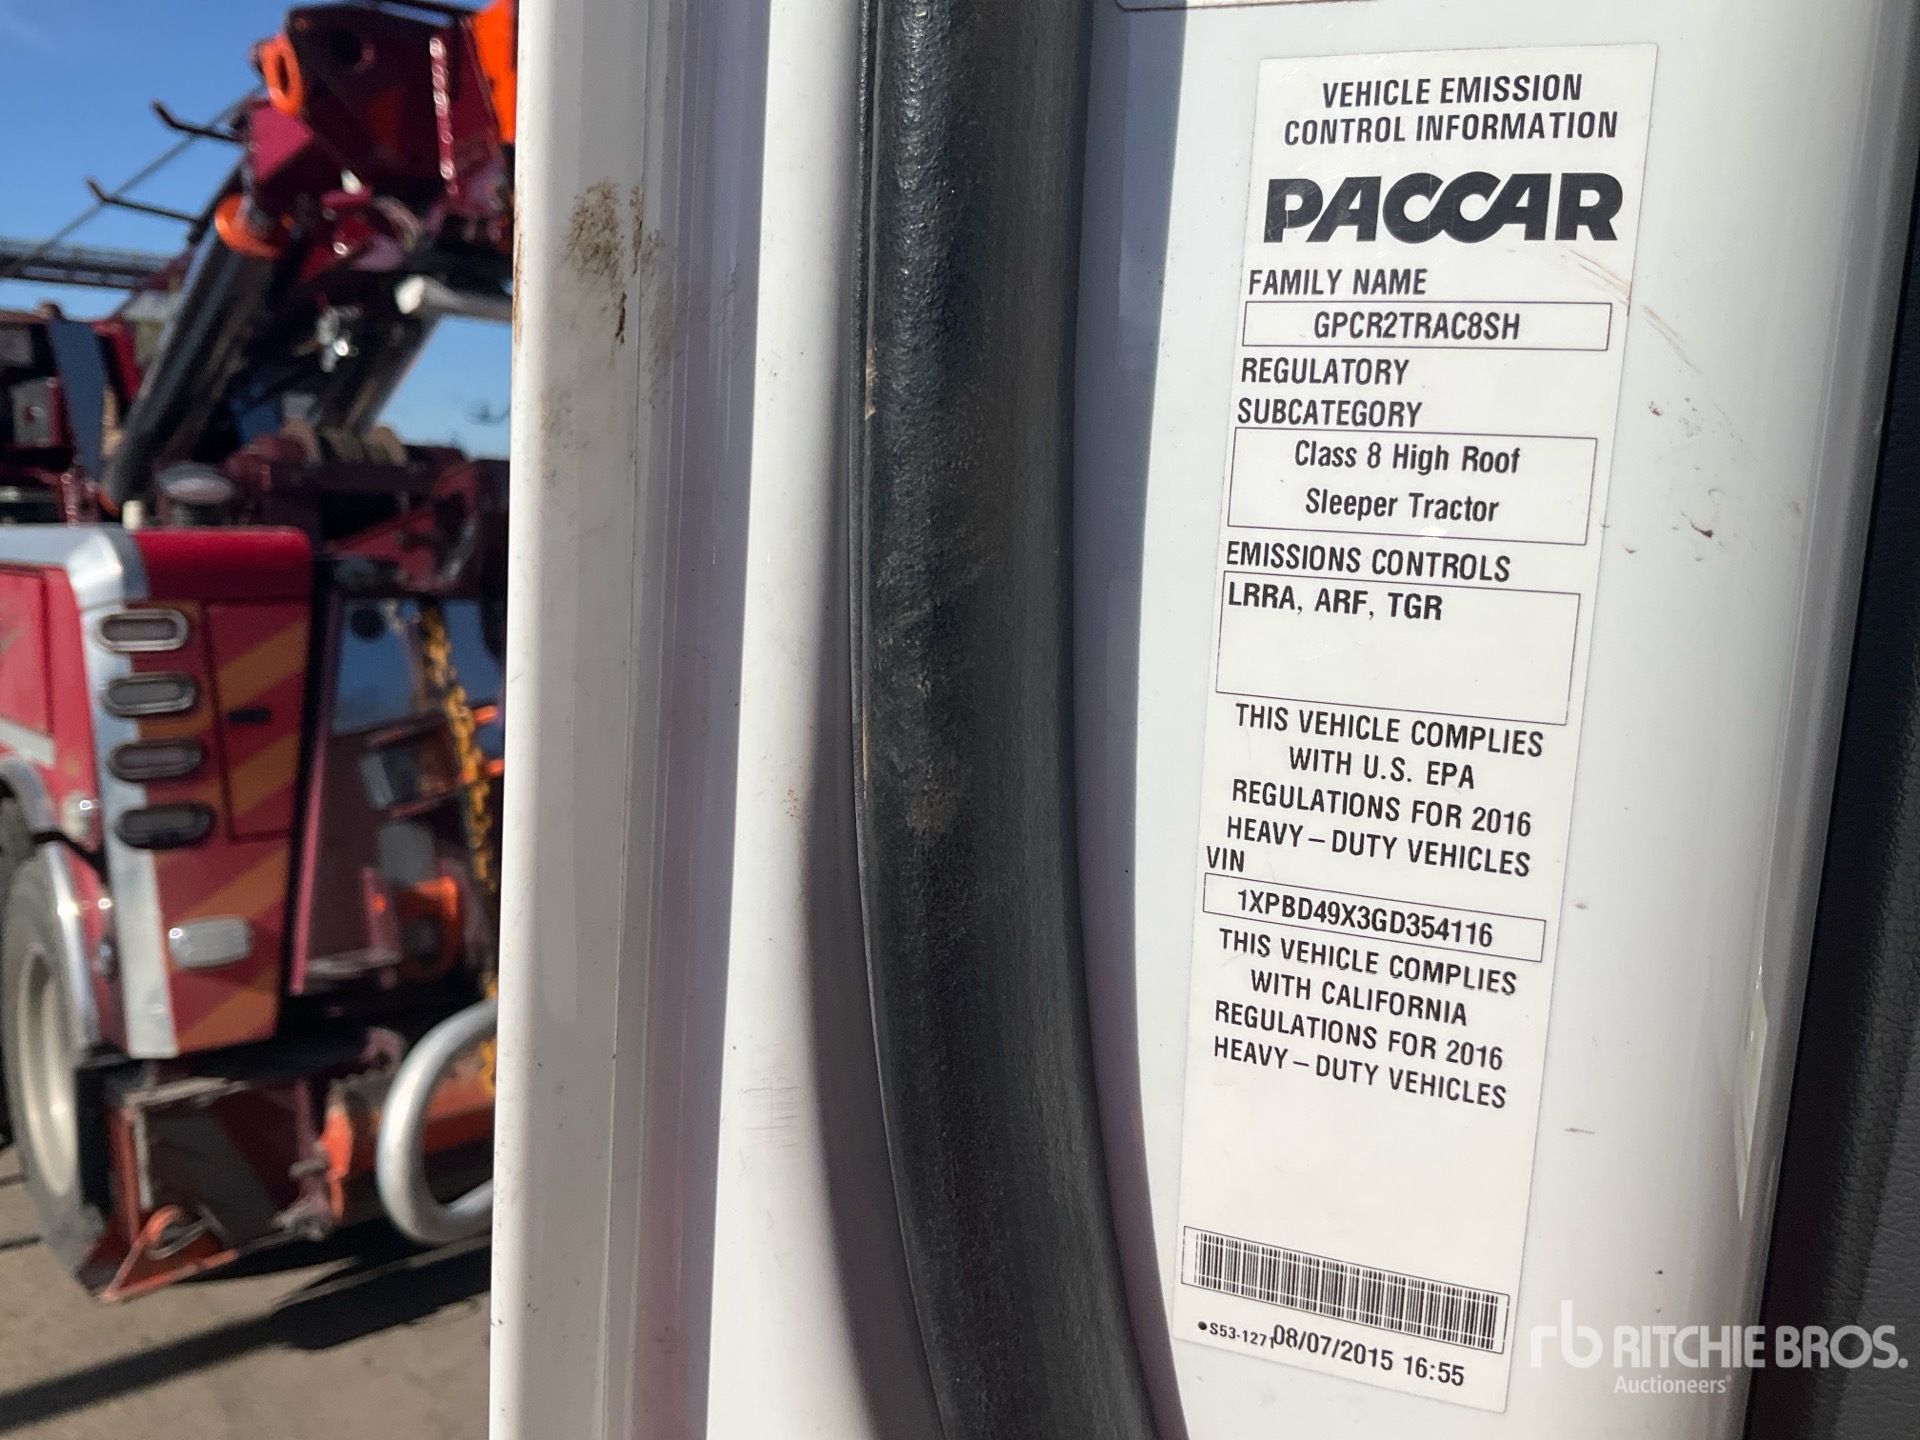 VEHICLE EMISSION
CONTROL INFORMATION
PACCAR
FAMILY NAME
GPCR2TRAC8SH
REGULATORY
SUBCATEGORY
Class 8 High Roof
Sleeper Tractor
EMISSIONS CONTROLS
LRRA, ARF, TGR
THIS VEHICLE COMPLIES
WITH U.S. EPA
REGULATIONS FOR 2016
HEAVY – DUTY VEHICLES
VIN
1XPBD49X3GD354116
THIS VEHICLE COMPLIES
WITH CALIFORNIA
REGULATIONS FOR 2016
HEAVY – DUTY VEHICLES
•S53-1271 08/07/2015 16:55
rb RITCHIE BROS.
Auctioneers